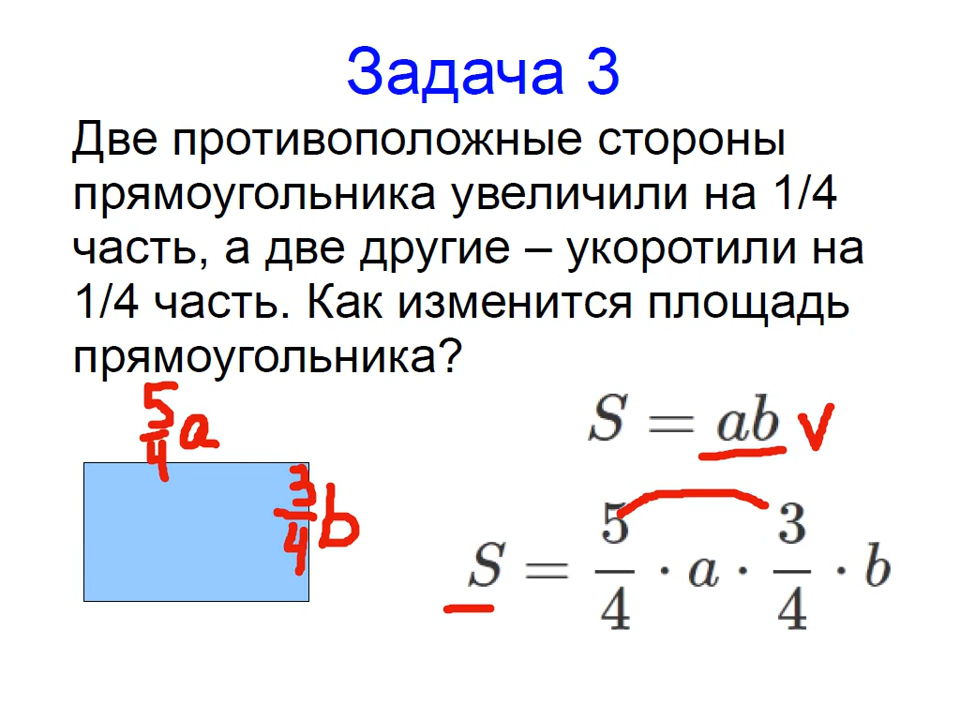 Задача 3
Две противоположные стороны
прямоугольника увеличили на 1/4
часть, а две другие – укоротили на
1/4 часть. Как изменится площадь
прямоугольника?
5/4 a
3/4 b
S = ab V
S = 5/4 · a · 3/4 · b